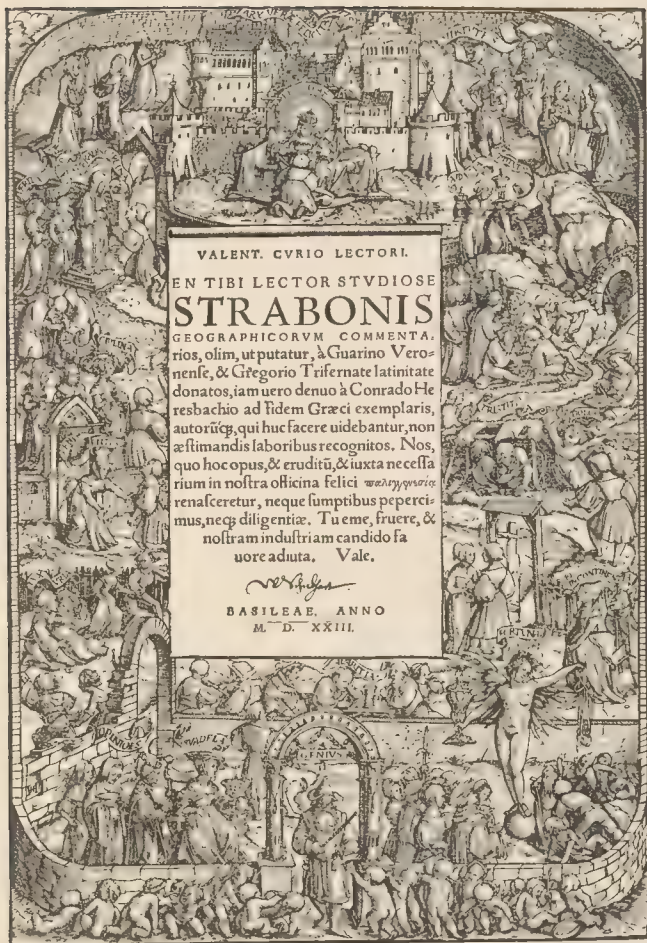 VALENT. CVRIO LECTORI.
EN TIBI LECTOR STVDIOSE
STRABONIS
GEOGRAPHICORVM COMMENTA-
rios, olim, ut putatur, à Guarino Vero=
nense, & Gregorio Trifernate latinitate
donatos, iam uero denuo à Conrado He
resbachio ad fidem Græci exemplaris,
autorũq;, qui huc facere uidebantur, non
æstimandis laboribus recognitos. Nos,
quo hoc opus, & eruditũ, & iuxta necessa
rium in nostra officina felici παλιγγενεσίᾳ
renasceretur, neque sumptibus peperci=
mus, neq; diligentiæ. Tu eme, fruere, &
nostram industriam candido fa
uore adiuta. Vale.
BASILEAE. ANNO
M. D. XXIII.
GENIVS